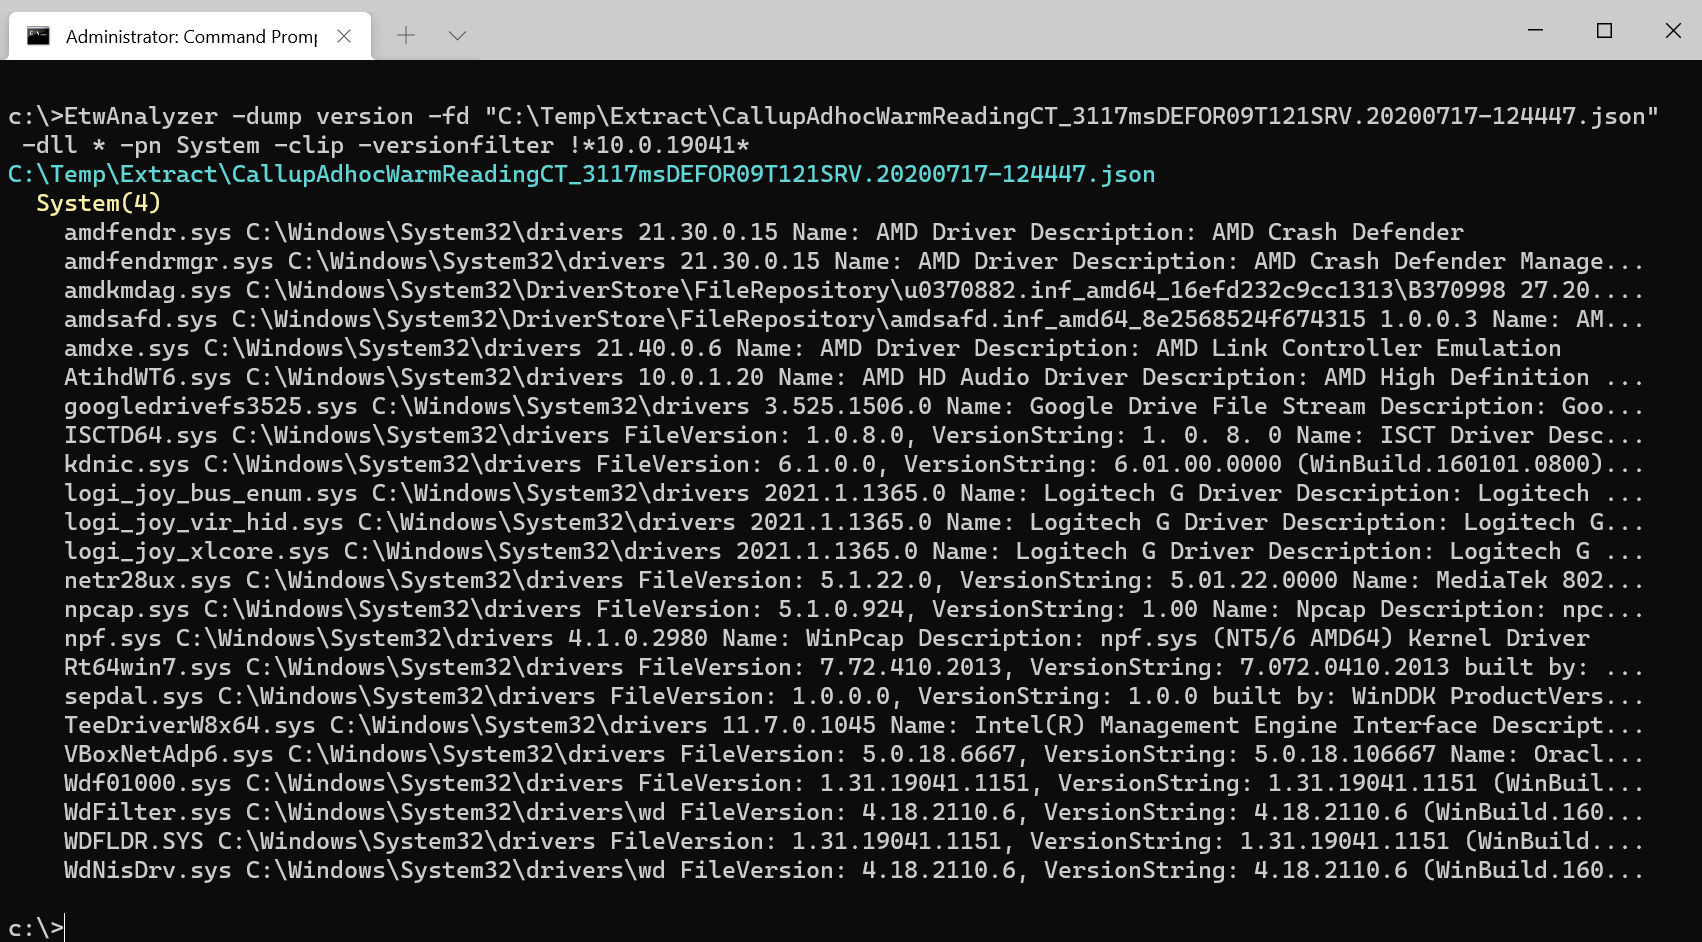 Administrator: Command Promp
c:\>EtwAnalyzer -dump version -fd "C:\Temp\Extract\CallupAdhocWarmReadingCT_3117msDEFOR09T121SRV.20200717-124447.json"
-dll * -pn System -clip -versionfilter !*10.0.19041*
C:\Temp\Extract\CallupAdhocWarmReadingCT_3117msDEFOR09T121SRV.20200717-124447.json
System(4)
amdfendr.sys C:\Windows\System32\drivers 21.30.0.15 Name: AMD Driver Description: AMD Crash Defender
amdfendrmgr.sys C:\Windows\System32\drivers 21.30.0.15 Name: AMD Driver Description: AMD Crash Defender Manage...
amdkmdag.sys C:\Windows\System32\DriverStore\FileRepository\u0370882.inf_amd64_16efd232c9cc1313\B370998 27.20....
amdsafd.sys C:\Windows\System32\DriverStore\FileRepository\amdsafd.inf_amd64_8e2568524f674315 1.0.0.3 Name: AM...
amdxe.sys C:\Windows\System32\drivers 21.40.0.6 Name: AMD Driver Description: AMD Link Controller Emulation
AtihdWT6.sys C:\Windows\System32\drivers 10.0.1.20 Name: AMD HD Audio Driver Description: AMD High Definition ...
googledrivefs3525.sys C:\Windows\System32\drivers 3.525.1506.0 Name: Google Drive File Stream Description: Goo...
ISCTD64.sys C:\Windows\System32\drivers FileVersion: 1.0.8.0, VersionString: 1. 0. 8. 0 Name: ISCT Driver Desc...
kdnic.sys C:\Windows\System32\drivers FileVersion: 6.1.0.0, VersionString: 6.01.00.0000 (WinBuild.160101.0800)...
logi_joy_bus_enum.sys C:\Windows\System32\drivers 2021.1.1365.0 Name: Logitech G Driver Description: Logitech ...
logi_joy_vir_hid.sys C:\Windows\System32\drivers 2021.1.1365.0 Name: Logitech G Driver Description: Logitech G...
logi_joy_xlcore.sys C:\Windows\System32\drivers 2021.1.1365.0 Name: Logitech G Driver Description: Logitech G ...
netr28ux.sys C:\Windows\System32\drivers FileVersion: 5.1.22.0, VersionString: 5.01.22.0000 Name: MediaTek 802...
npcap.sys C:\Windows\System32\drivers FileVersion: 5.1.0.924, VersionString: 1.00 Name: Npcap Description: npc...
npf.sys C:\Windows\System32\drivers 4.1.0.2980 Name: WinPcap Description: npf.sys (NT5/6 AMD64) Kernel Driver
Rt64win7.sys C:\Windows\System32\drivers FileVersion: 7.72.410.2013, VersionString: 7.072.0410.2013 built by: ...
sepdal.sys C:\Windows\System32\drivers FileVersion: 1.0.0.0, VersionString: 1.0.0 built by: WinDDK ProductVers...
TeeDriverW8x64.sys C:\Windows\System32\drivers 11.7.0.1045 Name: Intel(R) Management Engine Interface Descript...
VBoxNetAdp6.sys C:\Windows\System32\drivers FileVersion: 5.0.18.6667, VersionString: 5.0.18.106667 Name: Oracl...
Wdf01000.sys C:\Windows\System32\drivers FileVersion: 1.31.19041.1151, VersionString: 1.31.19041.1151 (WinBuil...
WdFilter.sys C:\Windows\System32\drivers\wd FileVersion: 4.18.2110.6, VersionString: 4.18.2110.6 (WinBuild.160...
WDFLDR.SYS C:\Windows\System32\drivers FileVersion: 1.31.19041.1151, VersionString: 1.31.19041.1151 (WinBuild....
WdNisDrv.sys C:\Windows\System32\drivers\wd FileVersion: 4.18.2110.6, VersionString: 4.18.2110.6 (WinBuild.160...
c:\>